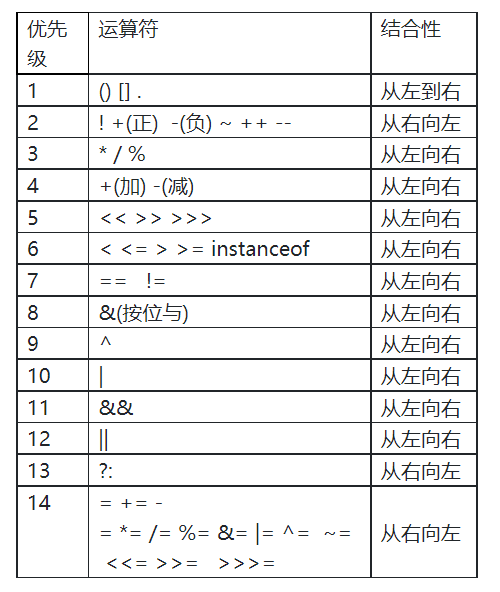 优先级 运算符 结合性
1 () [] . 从左到右
2 ! +(正) -(负) ~ ++ -- 从右向左
3 * / % 从左向右
4 +(加) -(减) 从左向右
5 << >> >>> 从左向右
6 < <= > >= instanceof 从左向右
7 == != 从左向右
8 &(按位与) 从左向右
9 ^ 从左向右
10 | 从左向右
11 && 从左向右
12 || 从左向右
13 ?: 从右向左
14 = += -
= *= /= %= &= |= ^= ~= 从右向左
<<= >>= >>>=